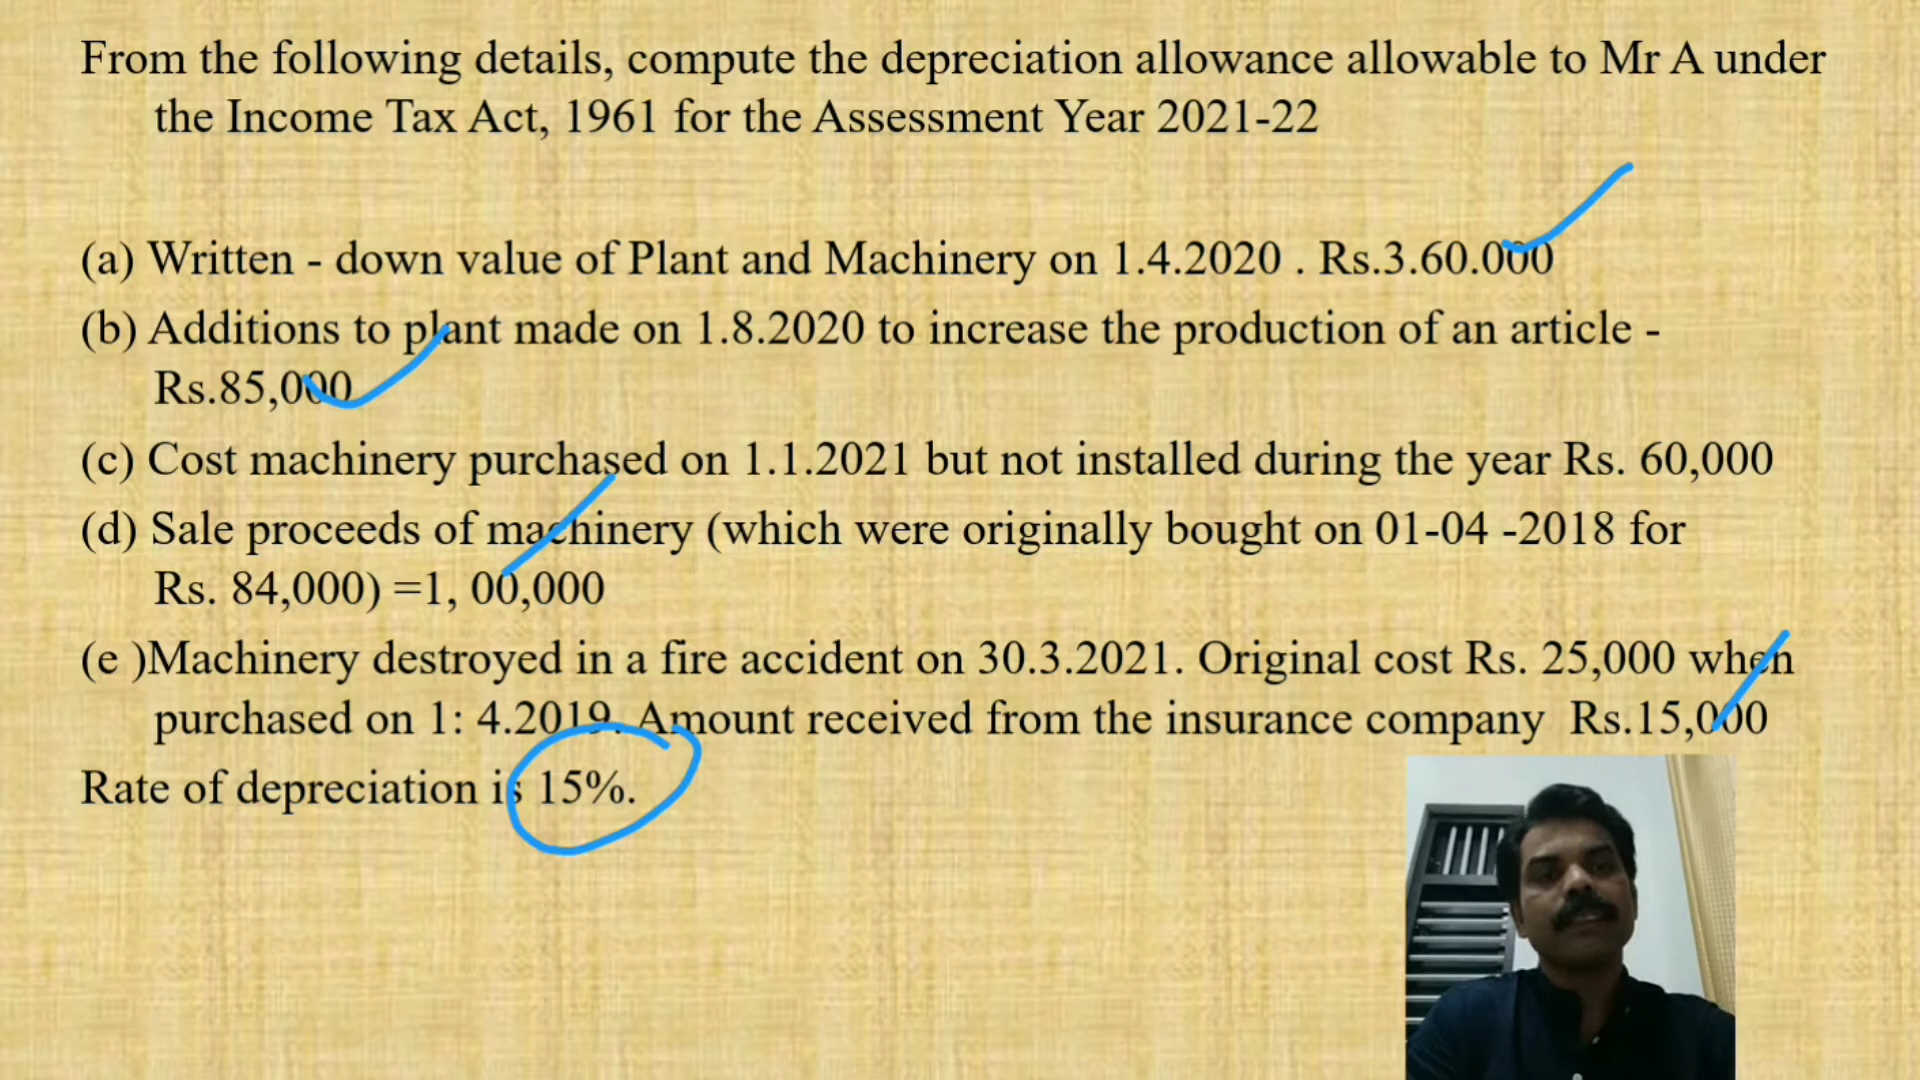 From the following details, compute the depreciation allowance allowable to Mr A under
the Income Tax Act, 1961 for the Assessment Year 2021-22
(a) Written - down value of Plant and Machinery on 1.4.2020 . Rs.3.60.000
(b) Additions to plant made on 1.8.2020 to increase the production of an article -
Rs.85,000
(c) Cost machinery purchased on 1.1.2021 but not installed during the year Rs. 60,000
(d) Sale proceeds of machinery (which were originally bought on 01-04 -2018 for
Rs. 84,000) =1, 00,000
(e )Machinery destroyed in a fire accident on 30.3.2021. Original cost Rs. 25,000 when
purchased on 1: 4.2019. Amount received from the insurance company Rs.15,000
Rate of depreciation is 15%.